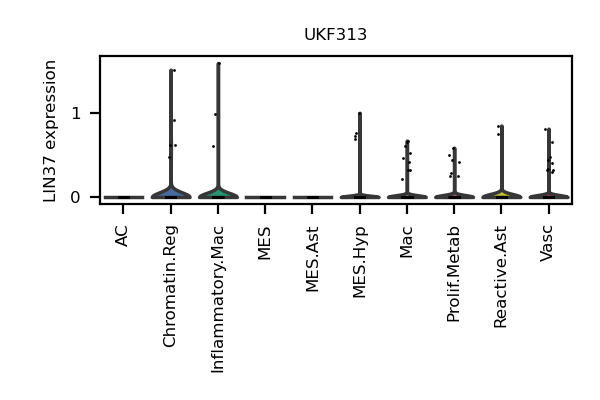 UKF313
LIN37 expression
1
0
AC
Chromatin.Reg
Inflammatory.Mac
MES
MES.Ast
MES.Hyp
Mac
Prolif.Metab
Reactive.Ast
Vasc